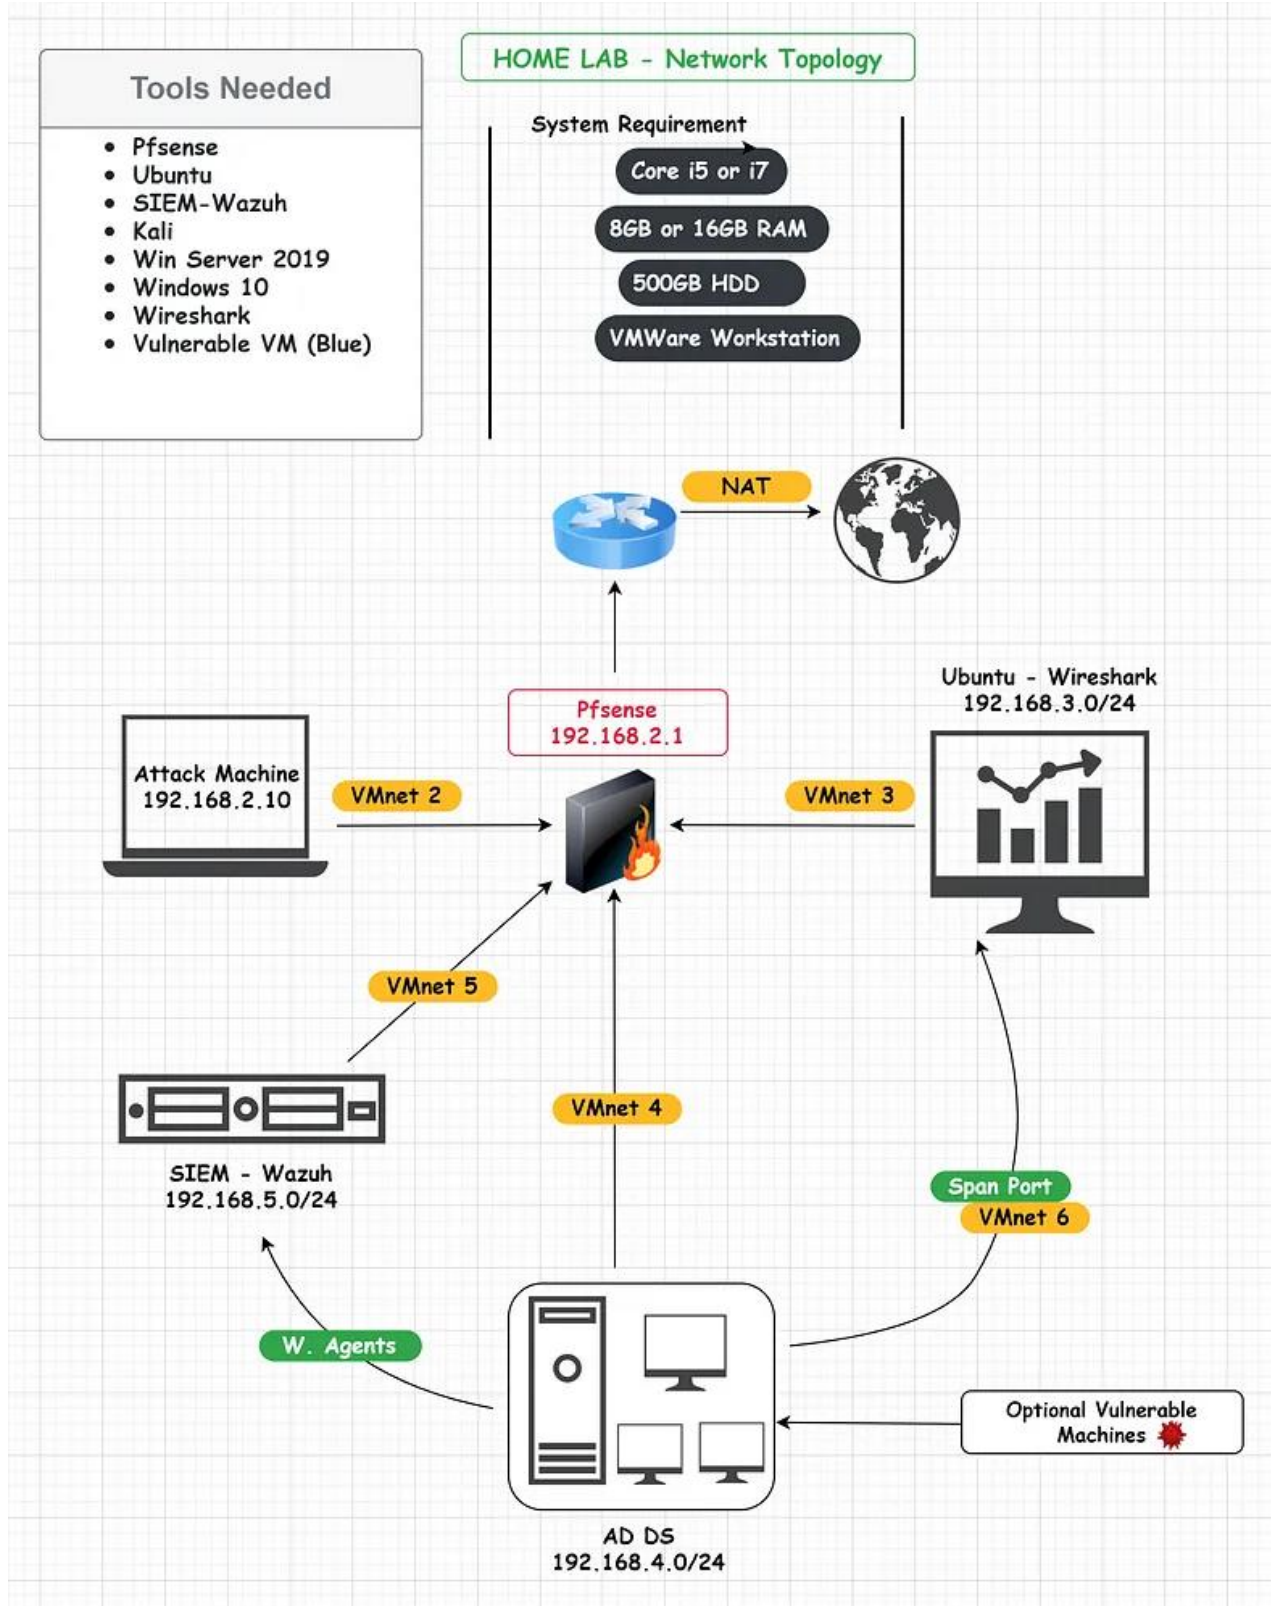 HOME LAB - Network Topology
Tools Needed
Pfsense
Ubuntu
SIEM-Wazuh
Kali
Win Server 2019
Windows 10
Wireshark
Vulnerable VM (Blue)
System Requirement
Core i5 or i7
8GB or 16GB RAM
500GB HDD
VMWare Workstation
NAT
Pfsense
192.168.2.1
Ubuntu - Wireshark
192.168.3.0/24
Attack Machine
192.168.2.10
VMnet 2
VMnet 3
VMnet 5
VMnet 4
SIEM - Wazuh
192.168.5.0/24
Span Port
VMnet 6
W. Agents
Optional Vulnerable
Machines
AD DS
192.168.4.0/24